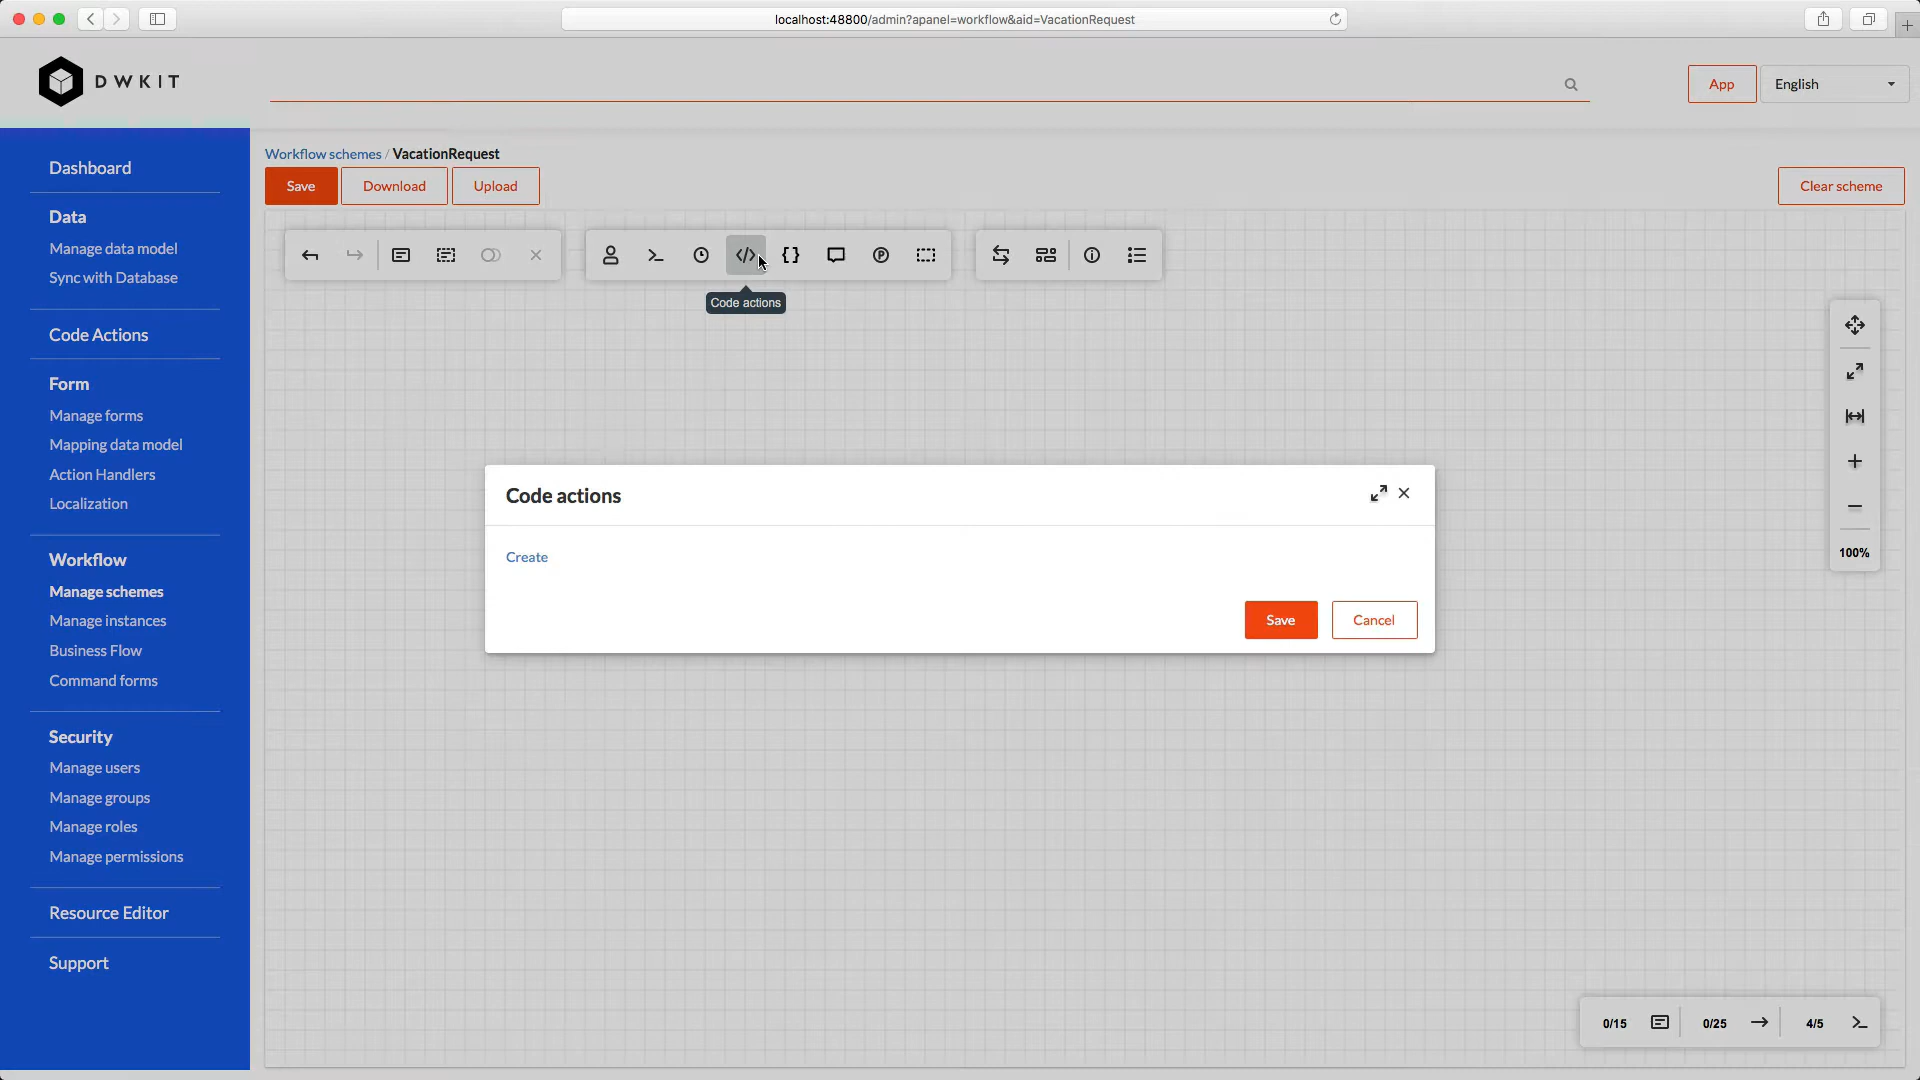 localhost:48800/admin?apanel=workflow&aid=VacationRequest
DWKIT
App
English
Dashboard
Data
Manage data model
Sync with Database
Code Actions
Form
Manage forms
Mapping data model
Action Handlers
Localization
Workflow
Manage schemes
Manage instances
Business Flow
Command forms
Security
Manage users
Manage groups
Manage roles
Manage permissions
Resource Editor
Support
Workflow schemes / VacationRequest
Save
Download
Upload
Clear scheme
Code actions
100%
Code actions
Create
Save
Cancel
0/15
0/25
4/5